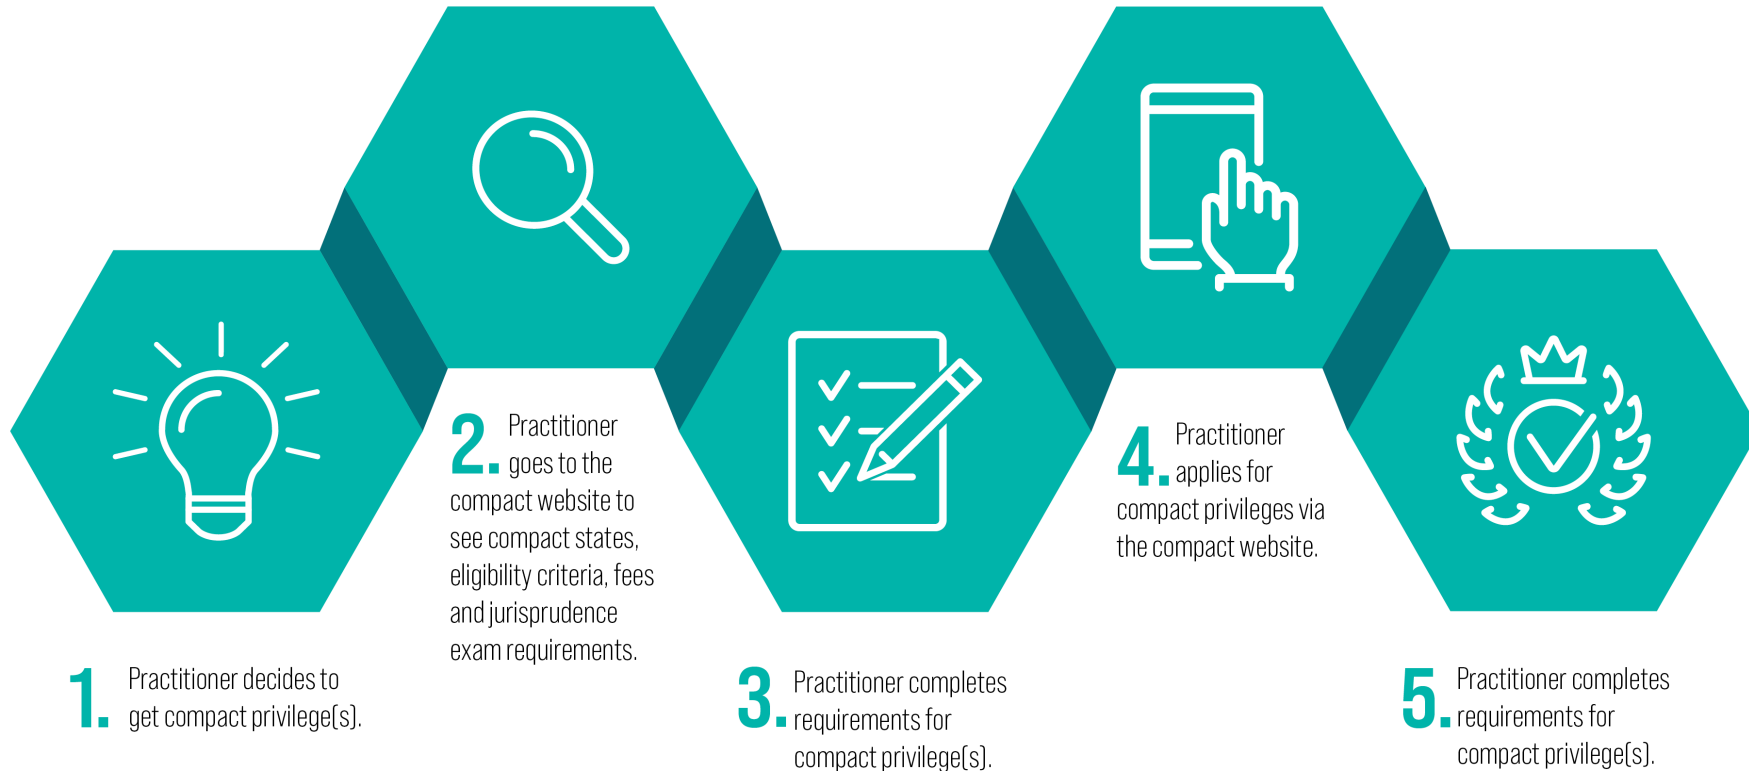 1. Practitioner decides to
get compact privilege(s).
2. Practitioner
goes to the
compact website to
see compact states,
eligibility criteria, fees
and jurisprudence
exam requirements.
3. Practitioner completes
requirements for
compact privilege(s).
4. Practitioner
applies for
compact privileges via
the compact website.
5. Practitioner completes
requirements for
compact privilege(s).